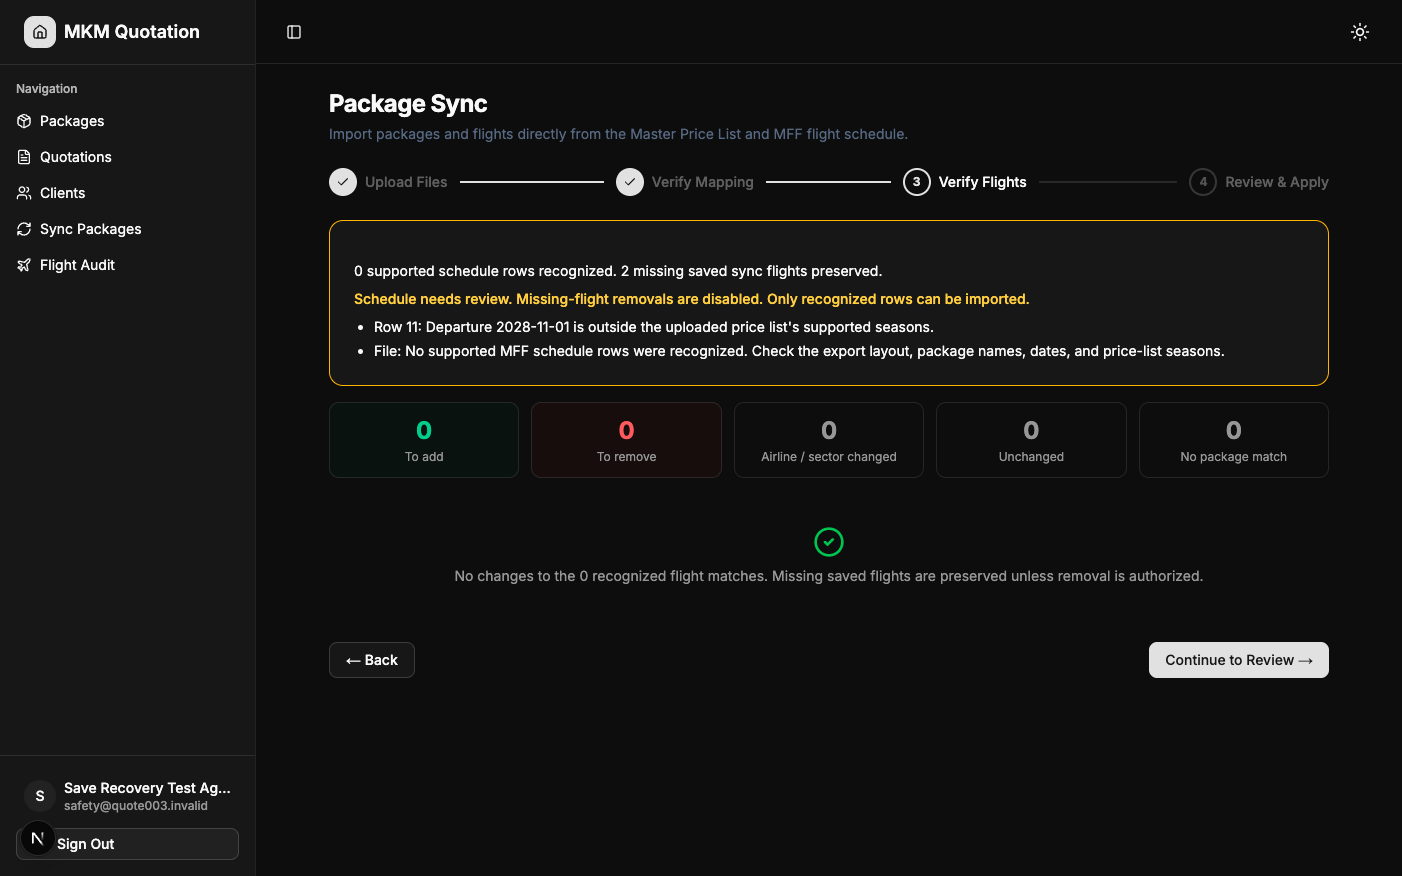 MKM Quotation
Navigation
Packages
Quotations
Clients
Sync Packages
Flight Audit
Package Sync
Import packages and flights directly from the Master Price List and MFF flight schedule.
Upload Files
Verify Mapping
3 Verify Flights
4 Review & Apply
0 supported schedule rows recognized. 2 missing saved sync flights preserved.
Schedule needs review. Missing-flight removals are disabled. Only recognized rows can be imported.
• Row 11: Departure 2028-11-01 is outside the uploaded price list's supported seasons.
• File: No supported MFF schedule rows were recognized. Check the export layout, package names, dates, and price-list seasons.
0
To add
0
To remove
0
Airline / sector changed
0
Unchanged
0
No package match
No changes to the 0 recognized flight matches. Missing saved flights are preserved unless removal is authorized.
← Back
Continue to Review →
S
Save Recovery Test Ag...
safety@quote003.invalid
N
Sign Out